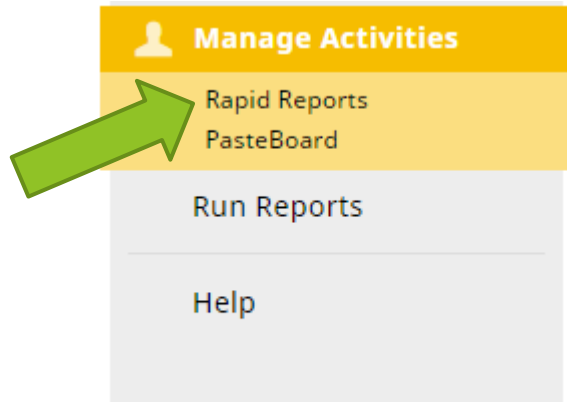 Manage Activities
Rapid Reports
PasteBoard
Run Reports
Help